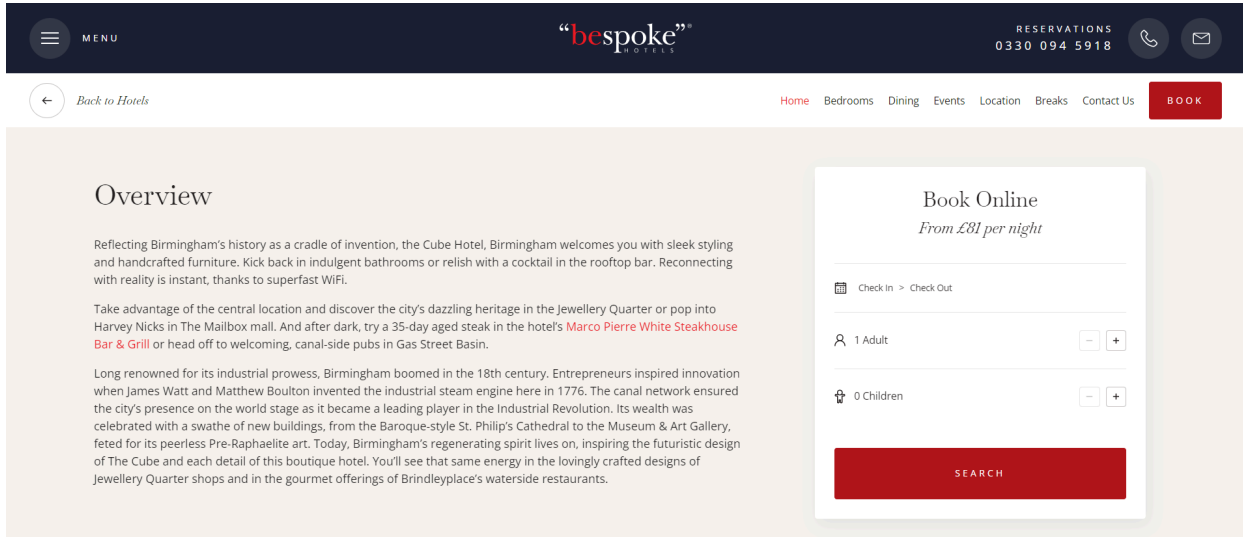 MENU
“bespoke”®
HOTELS
RESERVATIONS
0330 094 5918
Back to Hotels
Home Bedrooms Dining Events Location Breaks Contact Us BOOK
Overview
Reflecting Birmingham’s history as a cradle of invention, the Cube Hotel, Birmingham welcomes you with sleek styling
and handcrafted furniture. Kick back in indulgent bathrooms or relish with a cocktail in the rooftop bar. Reconnecting
with reality is instant, thanks to superfast WiFi.
Take advantage of the central location and discover the city’s dazzling heritage in the Jewellery Quarter or pop into
Harvey Nicks in The Mailbox mall. And after dark, try a 35-day aged steak in the hotel’s Marco Pierre White Steakhouse
Bar & Grill or head off to welcoming, canal-side pubs in Gas Street Basin.
Long renowned for its industrial prowess, Birmingham boomed in the 18th century. Entrepreneurs inspired innovation
when James Watt and Matthew Boulton invented the industrial steam engine here in 1776. The canal network ensured
the city’s presence on the world stage as it became a leading player in the Industrial Revolution. Its wealth was
celebrated with a swathe of new buildings, from the Baroque-style St. Philip’s Cathedral to the Museum & Art Gallery,
feted for its peerless Pre-Raphaelite art. Today, Birmingham’s regenerating spirit lives on, inspiring the futuristic design
of The Cube and each detail of this boutique hotel. You’ll see that same energy in the lovingly crafted designs of
Jewellery Quarter shops and in the gourmet offerings of Brindleyplace’s waterside restaurants.
Book Online
From £81 per night
Check In > Check Out
1 Adult − +
0 Children − +
SEARCH